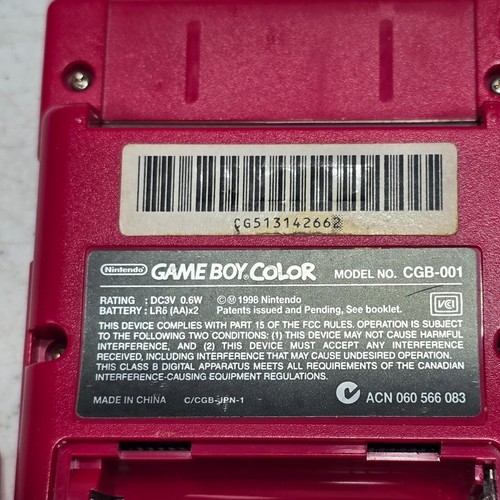 CG513142662
Nintendo GAME BOY COLOR MODEL NO. CGB-001
RATING : DC3V 0.6W ©Ⓜ 1998 Nintendo
BATTERY : LR6 (AA)x2 Patents issued and Pending, See booklet.
VCI
THIS DEVICE COMPLIES WITH PART 15 OF THE FCC RULES. OPERATION IS SUBJECT
TO THE FOLLOWING TWO CONDITIONS: (1) THIS DEVICE MAY NOT CAUSE HARMFUL
INTERFERENCE, AND (2) THIS DEVICE MUST ACCEPT ANY INTERFERENCE
RECEIVED, INCLUDING INTERFERENCE THAT MAY CAUSE UNDESIRED OPERATION.
THIS CLASS B DIGITAL APPARATUS MEETS ALL REQUIREMENTS OF THE CANADIAN
INTERFERENCE-CAUSING EQUIPMENT REGULATIONS.
MADE IN CHINA C/CGB-JPN-1 ACN 060 566 083